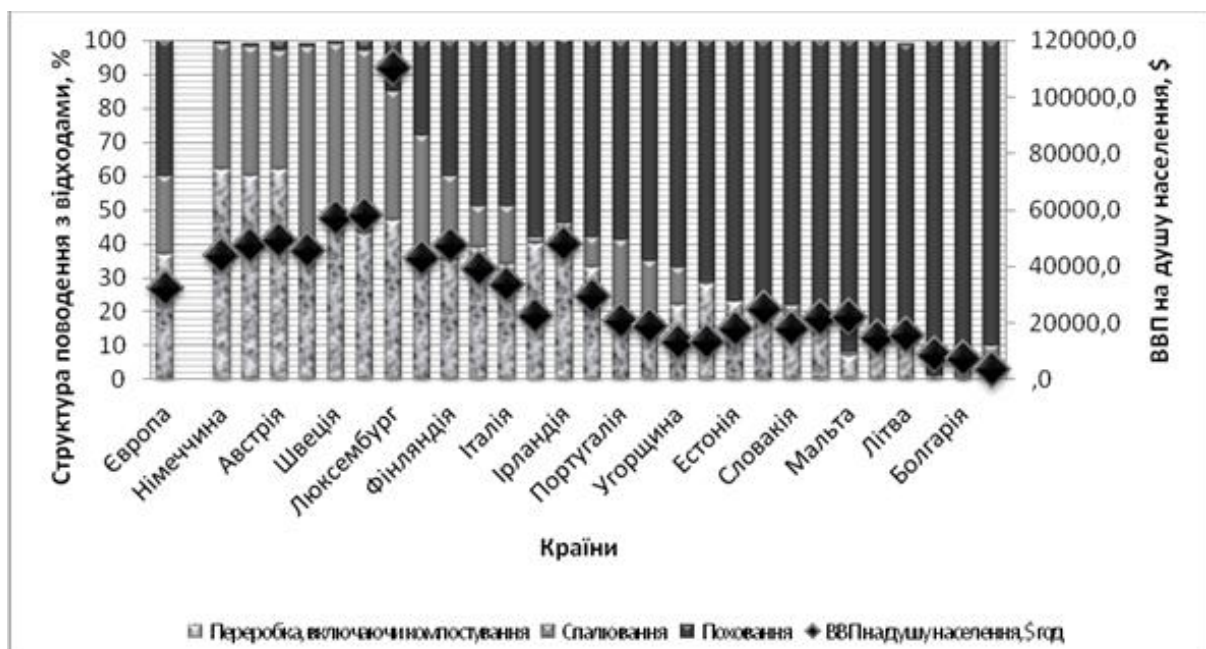 Структура поводення з відходами, %
100
90
80
70
60
50
40
30
20
10
0
120000,0
100000,0
80000,0
60000,0
40000,0
20000,0
,0
ВВП на душу населення, $
Європа
Німеччина
Австрія
Швеція
Люксембург
Фінляндія
Італія
Ірландія
Португалія
Угорщина
Естонія
Словакія
Мальта
Літва
Болгарія
Країни
Переробка, включаючи компостування
Спалювання
Поховання
ВВП на душу населення, $ год